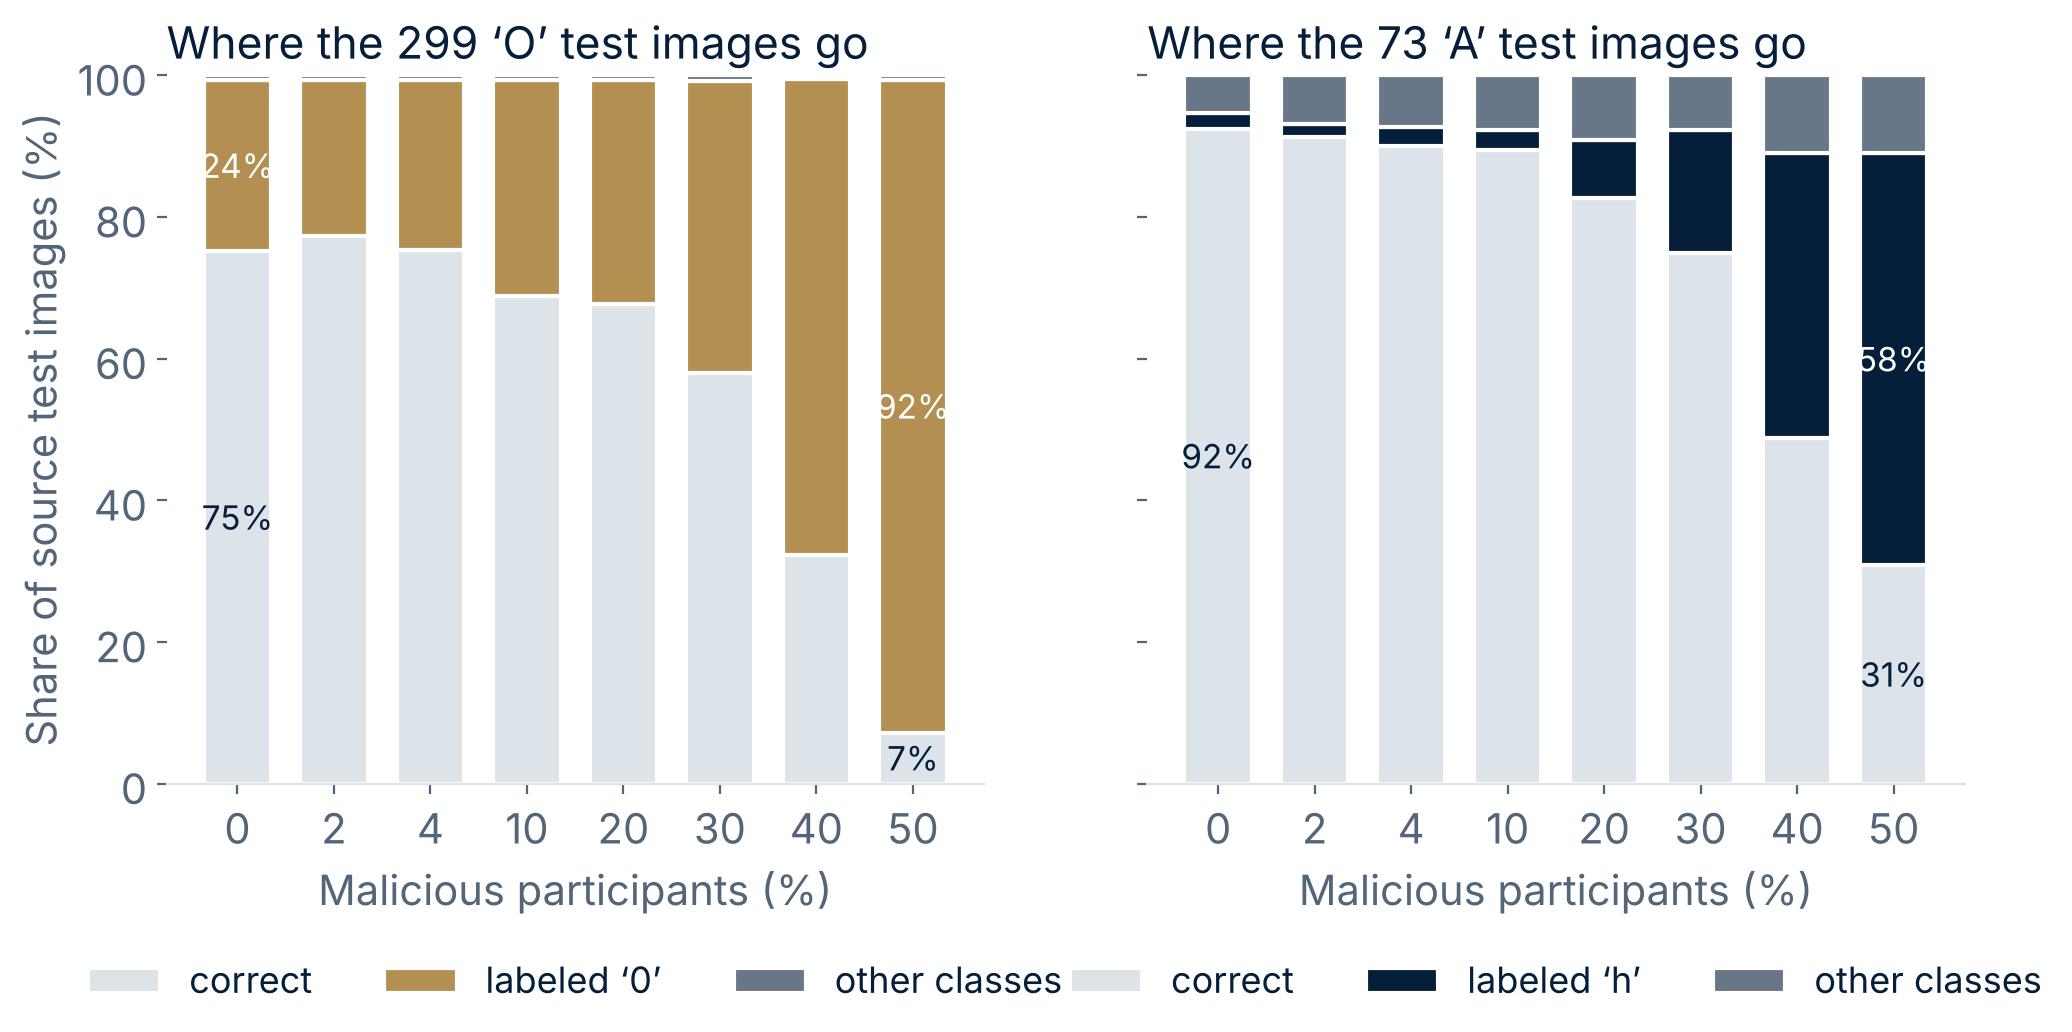 Where the 299 ‘O’ test images go
Where the 73 ‘A’ test images go
Share of source test images (%)
100
80
60
40
20
0
24%
75%
92%
7%
92%
58%
31%
0 2 4 10 20 30 40 50
0 2 4 10 20 30 40 50
Malicious participants (%)
Malicious participants (%)
correct labeled ‘0’ other classes
correct labeled ‘h’ other classes